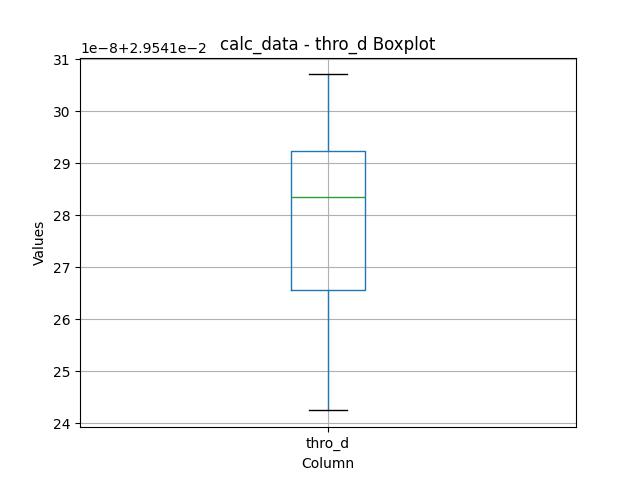 calc_data - thro_d Boxplot
1e−8+2.9541e−2
31
30
29
28
27
26
25
24
Values
thro_d
Column